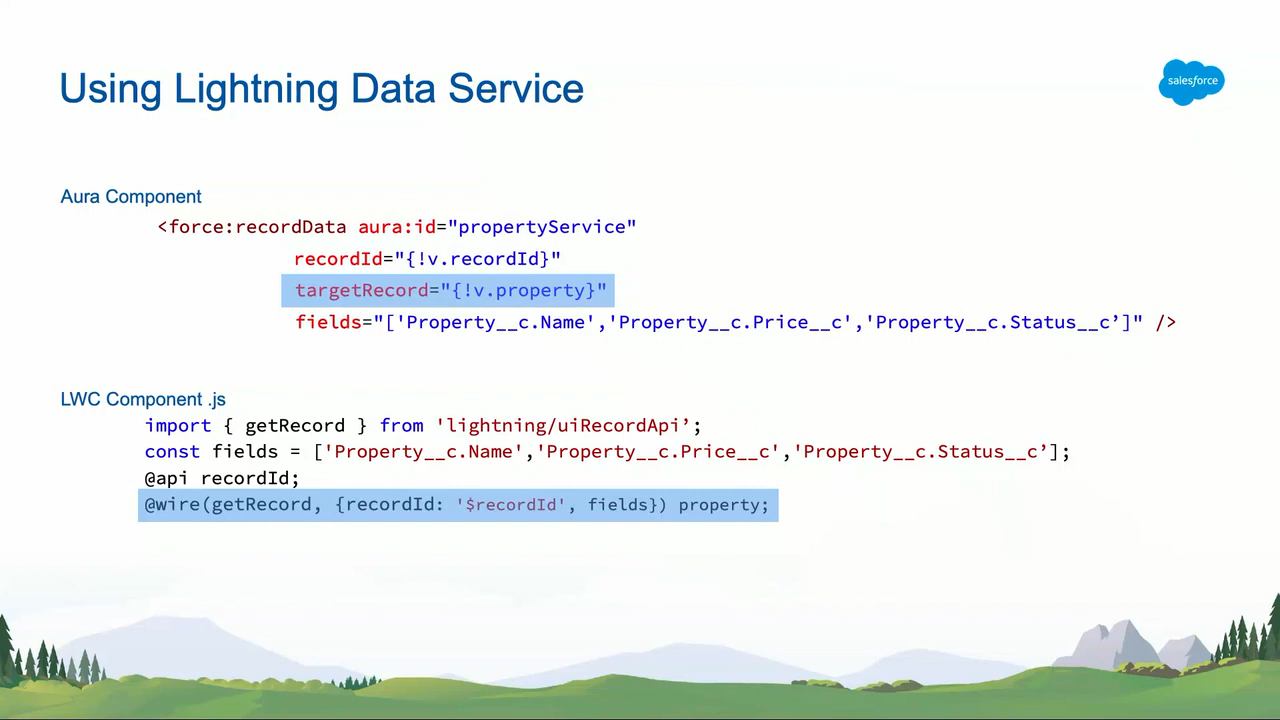 Using Lightning Data Service
salesforce
Aura Component
<force:recordData aura:id="propertyService"
recordId="{!v.recordId}"
targetRecord="{!v.property}"
fields="['Property__c.Name','Property__c.Price__c','Property__c.Status__c’]" />
LWC Component .js
import { getRecord } from 'lightning/uiRecordApi’;
const fields = ['Property__c.Name','Property__c.Price__c','Property__c.Status__c’];
@api recordId;
@wire(getRecord, {recordId: '$recordId', fields}) property;